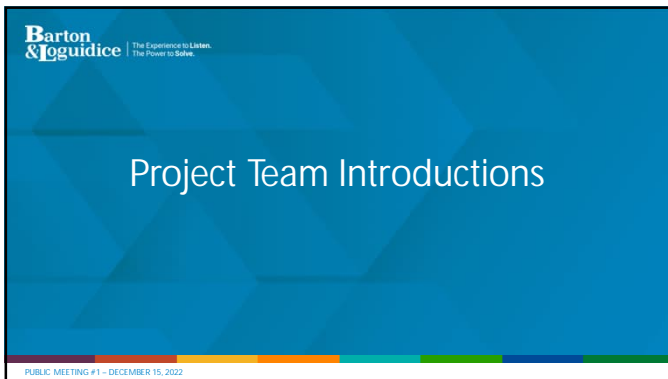 Barton
& Loguidice
The Experience to Listen.
The Power to Solve.
Project Team Introductions
PUBLIC MEETING #1 – DECEMBER 15, 2022